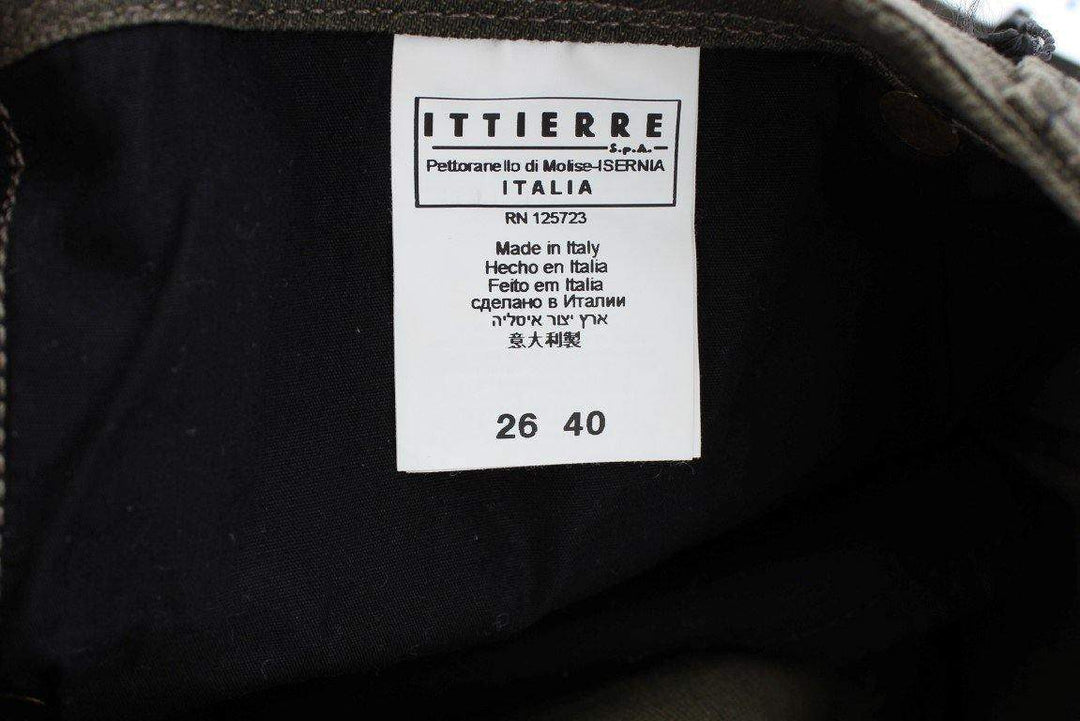 ITTIERRE
S.p.A.
Pettoranello di Molise-ISERNIA
ITALIA
RN 125723
Made in Italy
Hecho en Italia
Feito em Italia
сделано в Италии
ארץ יצור איטליה
意大利製
26 40